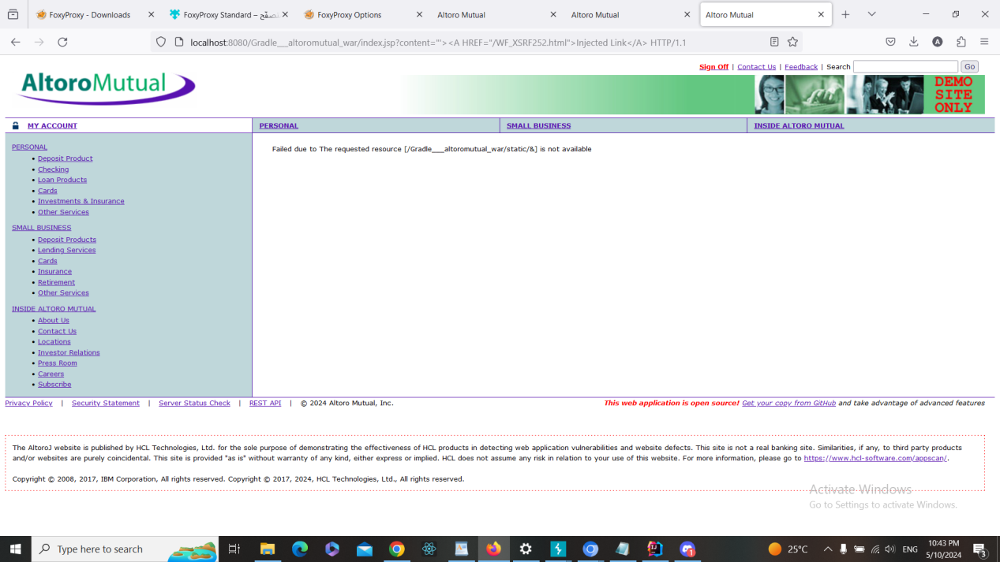 FoxyProxy - Downloads
FoxyProxy Standard –
FoxyProxy Options
Altoro Mutual
Altoro Mutual
Altoro Mutual
localhost:8080/Gradle___altoromutual_war/index.jsp?content="'><A HREF="/WF_XSRF252.html">Injected Link</A> HTTP/1.1
Sign Off | Contact Us | Feedback | Search Go
AltoroMutual
DEMO
SITE
ONLY
MY ACCOUNT
PERSONAL
SMALL BUSINESS
INSIDE ALTORO MUTUAL
PERSONAL
• Deposit Product
• Checking
• Loan Products
• Cards
• Investments & Insurance
• Other Services
SMALL BUSINESS
• Deposit Products
• Lending Services
• Cards
• Insurance
• Retirement
• Other Services
INSIDE ALTORO MUTUAL
• About Us
• Contact Us
• Locations
• Investor Relations
• Press Room
• Careers
• Subscribe
Failed due to The requested resource [/Gradle___altoromutual_war/static/&] is not available
Privacy Policy | Security Statement | Server Status Check | REST API | © 2024 Altoro Mutual, Inc.
This web application is open source! Get your copy from GitHub and take advantage of advanced features
The AltoroJ website is published by HCL Technologies, Ltd. for the sole purpose of demonstrating the effectiveness of HCL products in detecting web application vulnerabilities and website defects. This site is not a real banking site. Similarities, if any, to third party products
and/or websites are purely coincidental. This site is provided "as is" without warranty of any kind, either express or implied. HCL does not assume any risk in relation to your use of this website. For more information, please go to https://www.hcl-software.com/appscan/.
Copyright © 2008, 2017, IBM Corporation, All rights reserved. Copyright © 2017, 2024, HCL Technologies, Ltd., All rights reserved.
Activate Windows
Go to Settings to activate Windows.
Type here to search
25°C
ENG
10:43 PM
5/10/2024
3